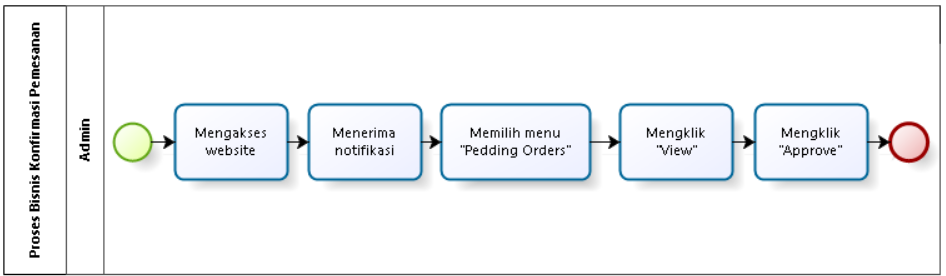 Proses Bisnis Konfirmasi Pemesanan
Admin
Mengakses
website
Menerima
notifikasi
Memilih menu
"Pedding Orders"
Mengklik
"View"
Mengklik
"Approve"